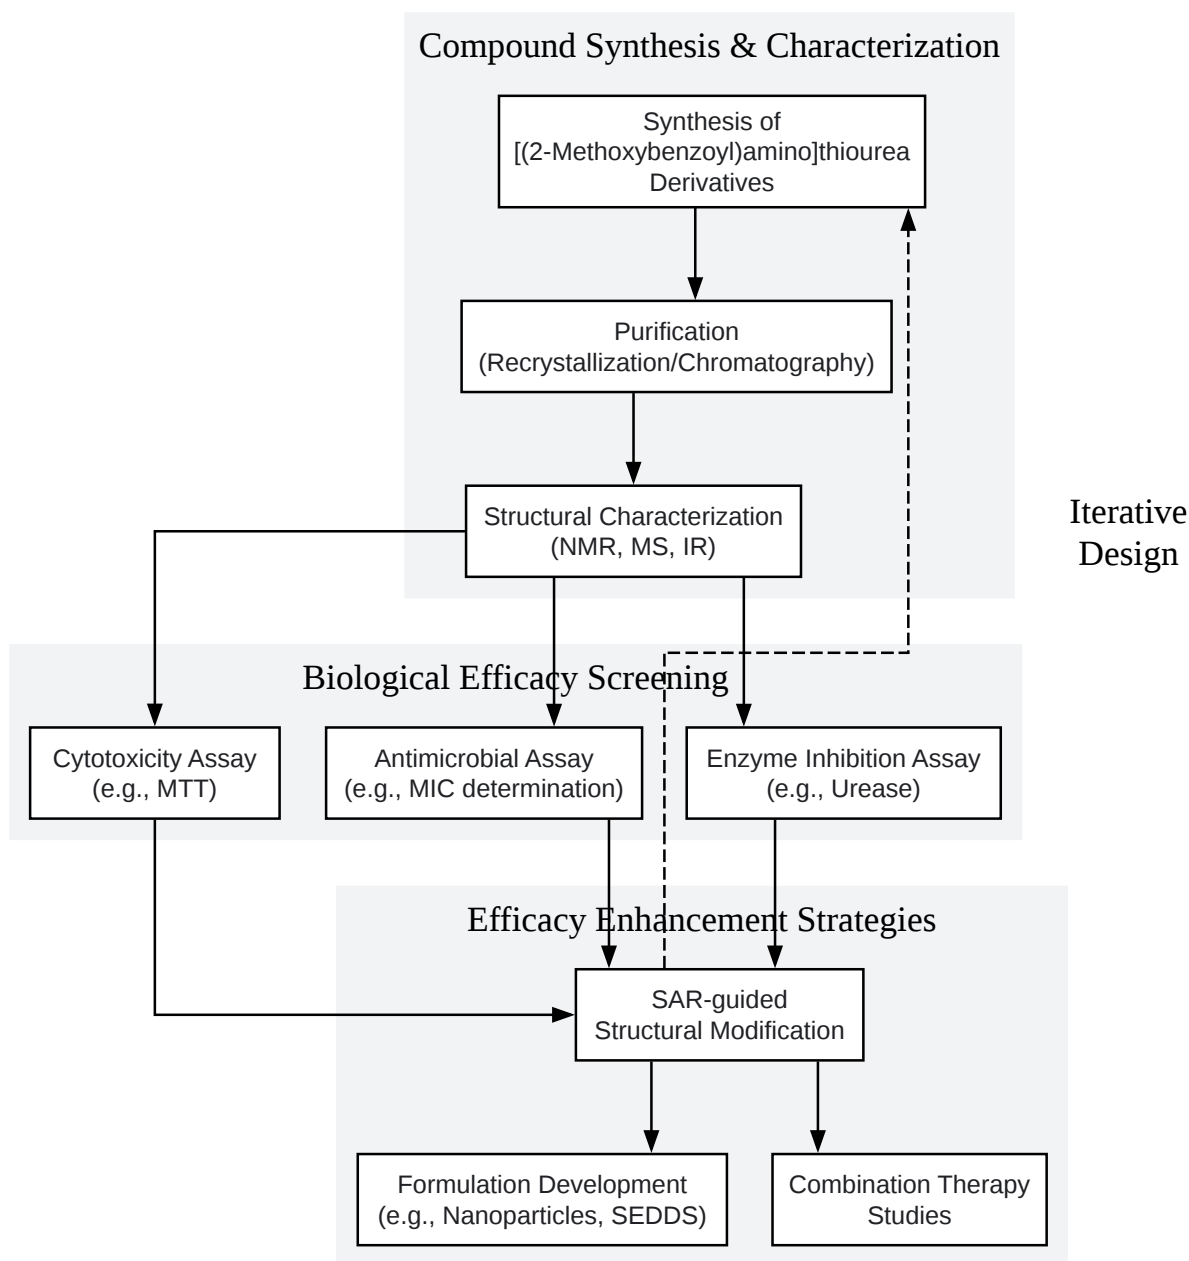 Compound Synthesis & Characterization
Synthesis of
[(2-Methoxybenzoyl)amino]thiourea
Derivatives
Purification
(Recrystallization/Chromatography)
Structural Characterization
(NMR, MS, IR)
Iterative
Design
Biological Efficacy Screening
Cytotoxicity Assay
(e.g., MTT)
Antimicrobial Assay
(e.g., MIC determination)
Enzyme Inhibition Assay
(e.g., Urease)
Efficacy Enhancement Strategies
SAR-guided
Structural Modification
Formulation Development
(e.g., Nanoparticles, SEDDS)
Combination Therapy
Studies